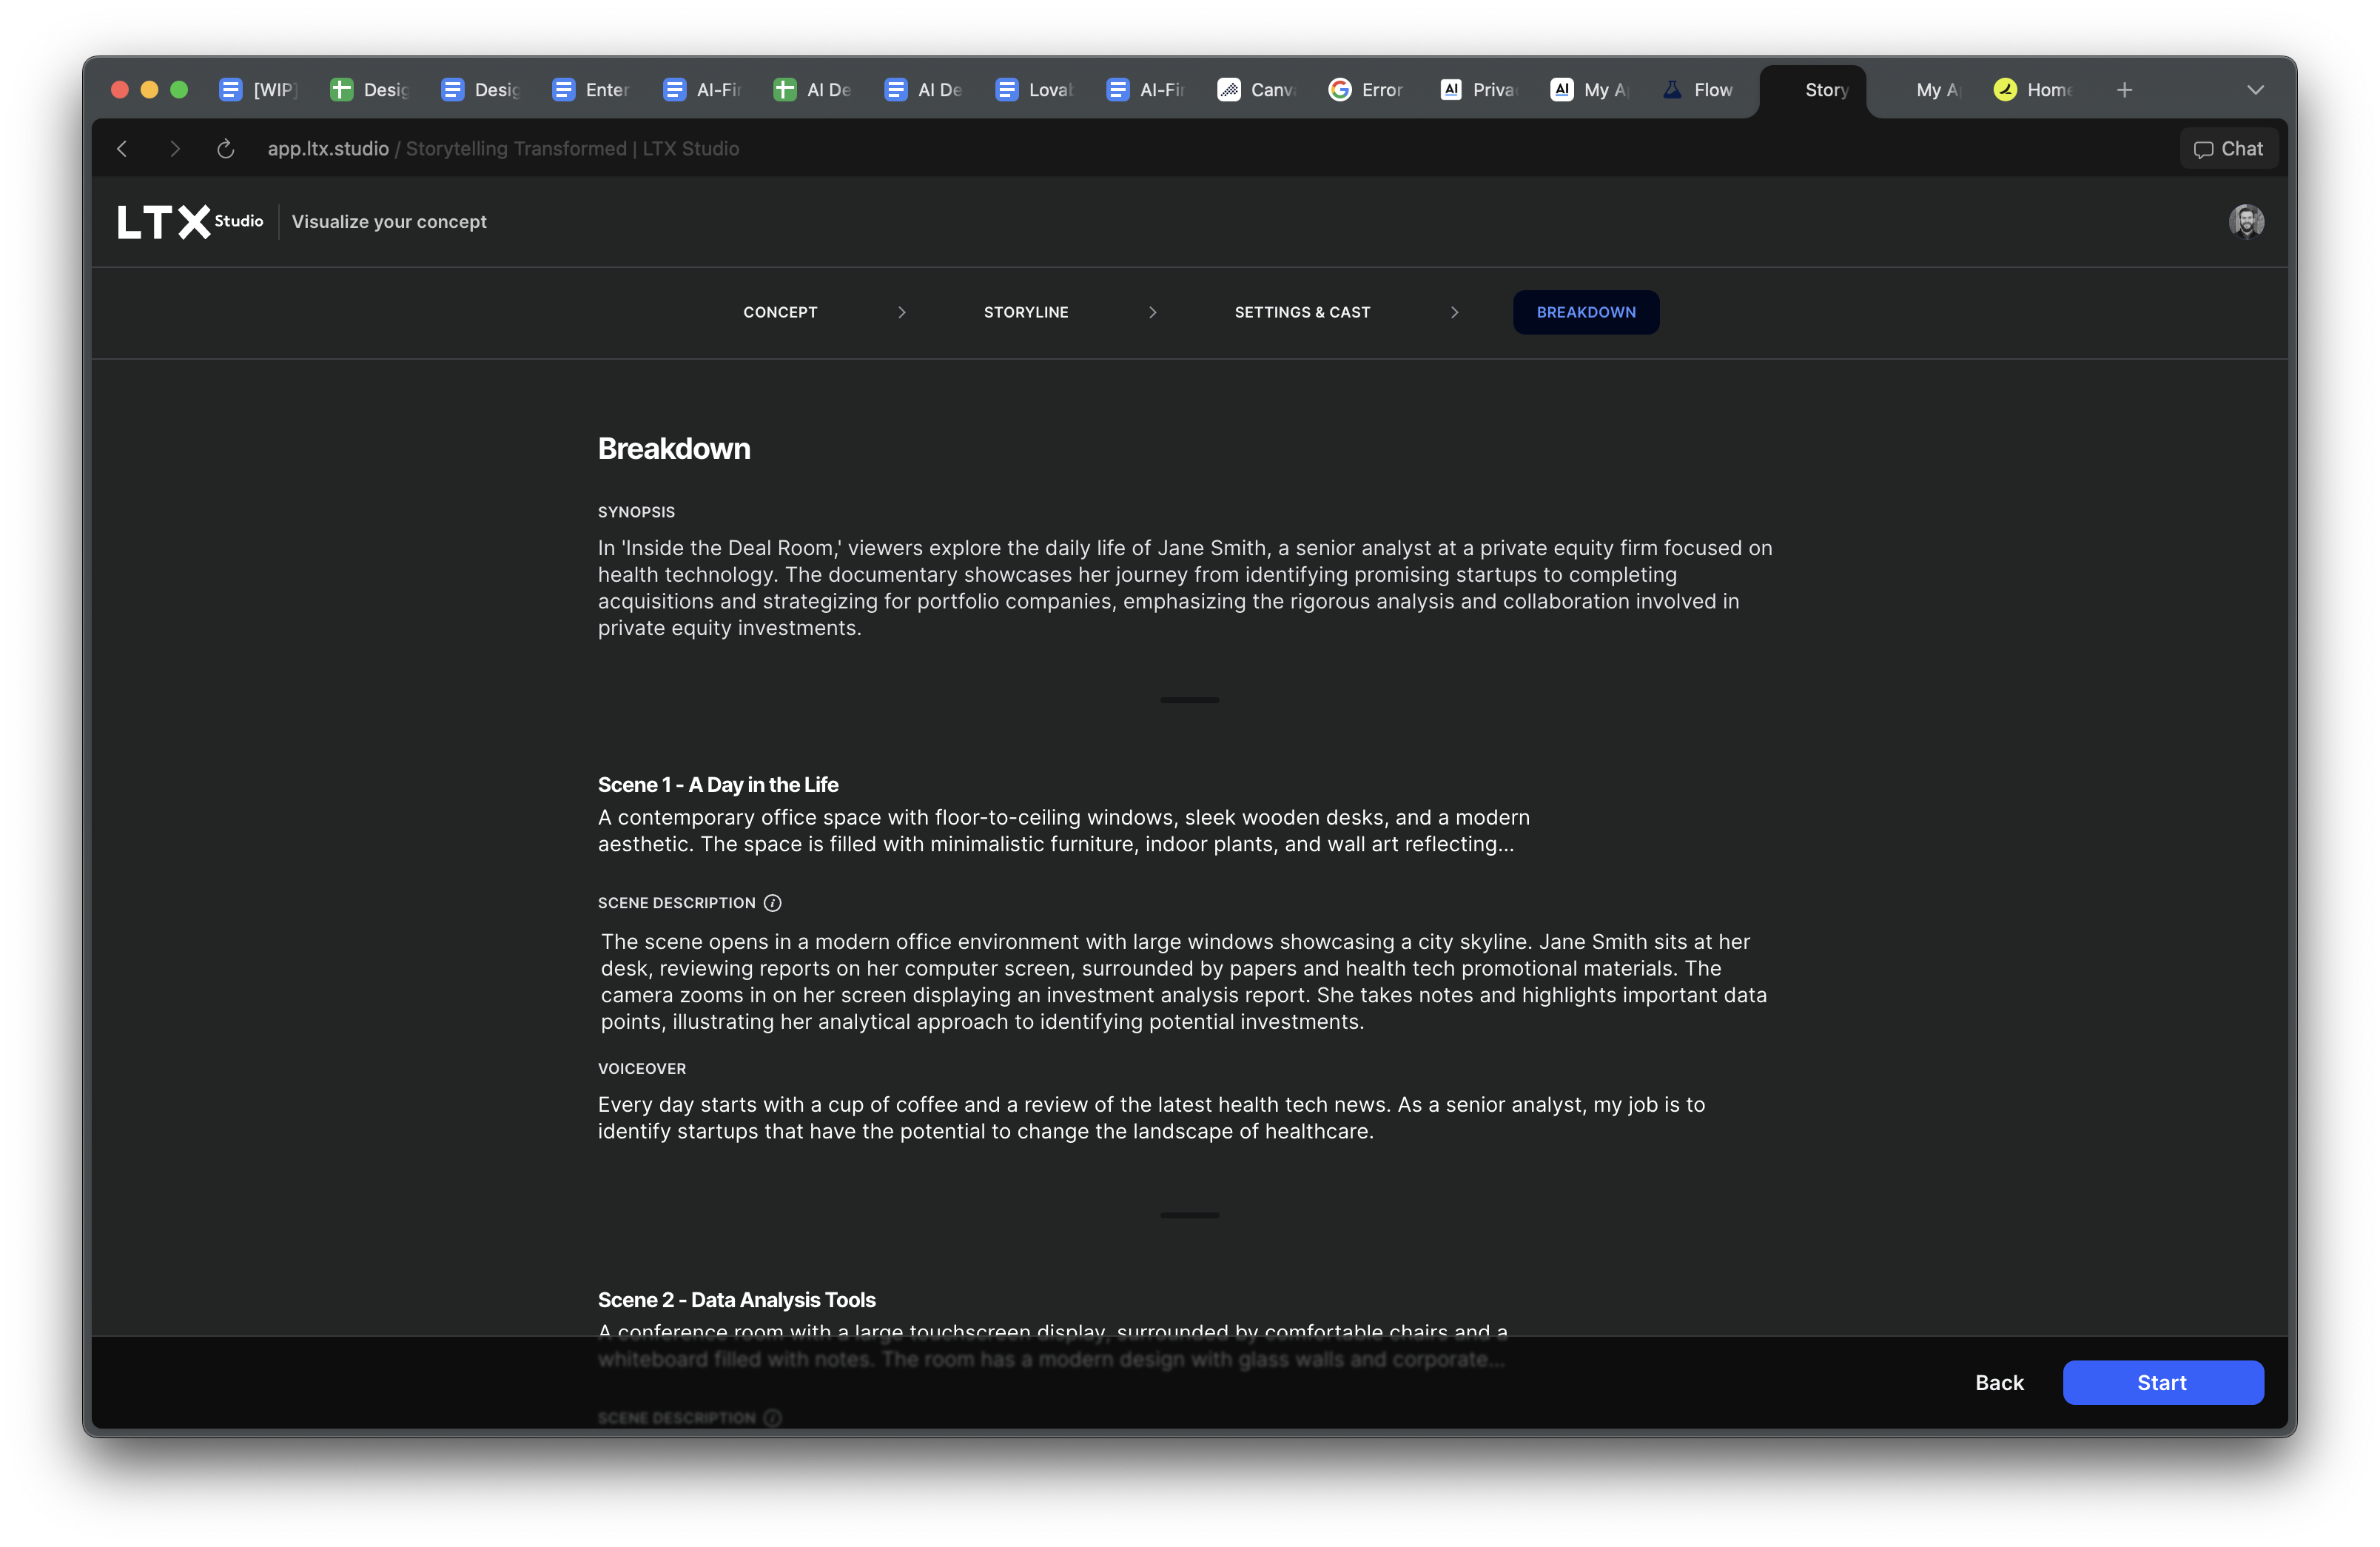 [WIP]
Desig
Desig
Enter
AI-Fir
AI De
AI De
Lovab
AI-Fir
Canva
Error
AI
Priva
AI
My A
Flow
Story
My A
Home
app.ltx.studio / Storytelling Transformed | LTX Studio
Chat
LTX Studio
Visualize your concept
CONCEPT
STORYLINE
SETTINGS & CAST
BREAKDOWN
Breakdown
SYNOPSIS
In 'Inside the Deal Room,' viewers explore the daily life of Jane Smith, a senior analyst at a private equity firm focused on
health technology. The documentary showcases her journey from identifying promising startups to completing
acquisitions and strategizing for portfolio companies, emphasizing the rigorous analysis and collaboration involved in
private equity investments.
Scene 1 - A Day in the Life
A contemporary office space with floor-to-ceiling windows, sleek wooden desks, and a modern
aesthetic. The space is filled with minimalistic furniture, indoor plants, and wall art reflecting...
SCENE DESCRIPTION
The scene opens in a modern office environment with large windows showcasing a city skyline. Jane Smith sits at her
desk, reviewing reports on her computer screen, surrounded by papers and health tech promotional materials. The
camera zooms in on her screen displaying an investment analysis report. She takes notes and highlights important data
points, illustrating her analytical approach to identifying potential investments.
VOICEOVER
Every day starts with a cup of coffee and a review of the latest health tech news. As a senior analyst, my job is to
identify startups that have the potential to change the landscape of healthcare.
Scene 2 - Data Analysis Tools
A conference room with a large touchscreen display, surrounded by comfortable chairs and a
whiteboard filled with notes. The room has a modern design with glass walls and corporate...
SCENE DESCRIPTION
Back
Start